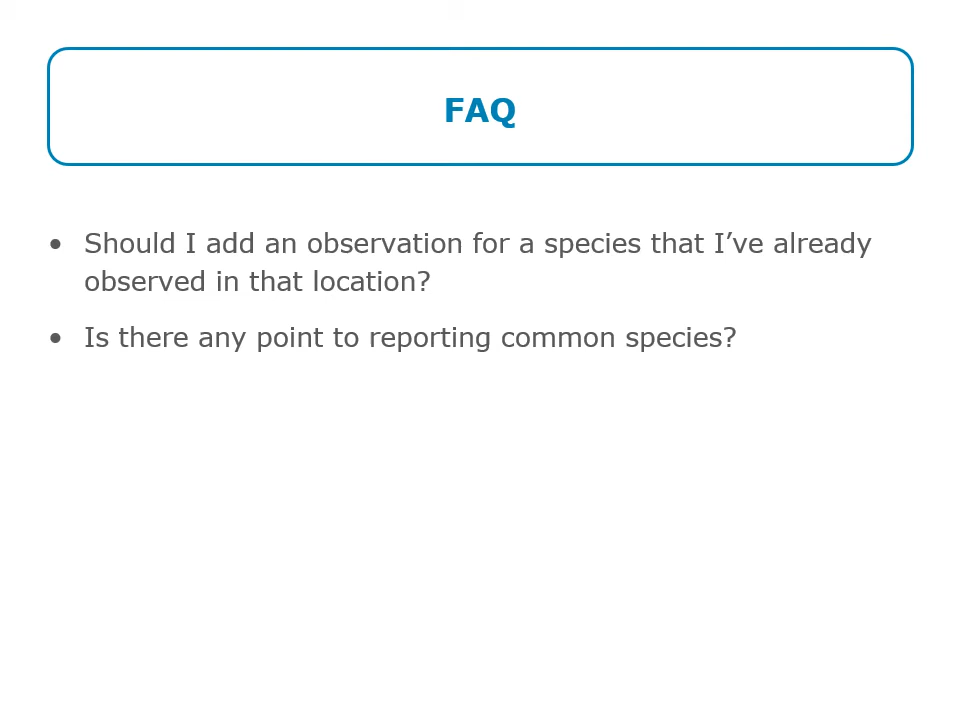 FAQ
• Should I add an observation for a species that I’ve already
observed in that location?
• Is there any point to reporting common species?